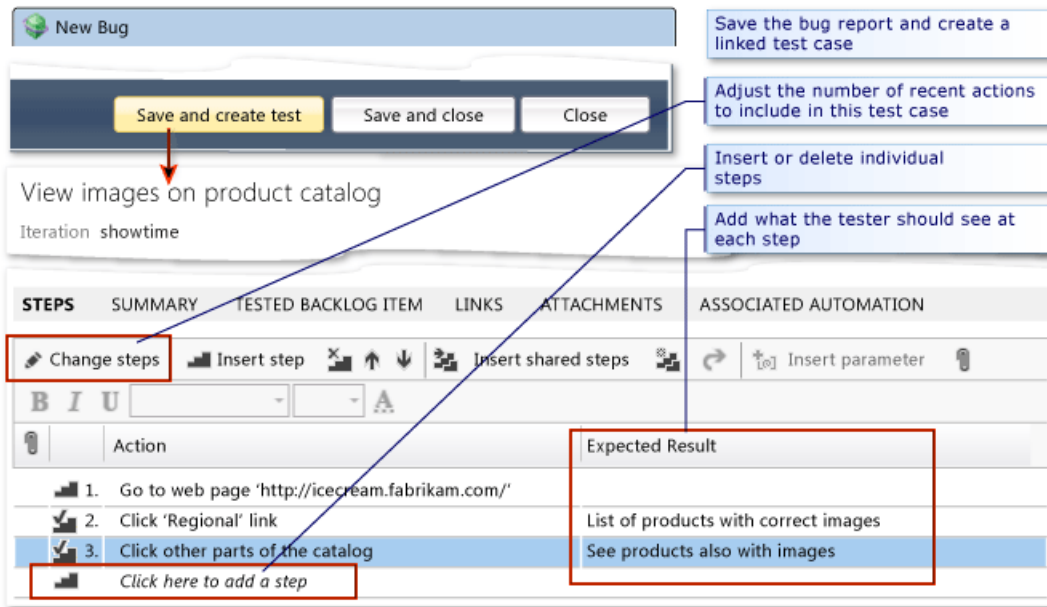 New Bug
Save the bug report and create a
linked test case
Save and create test
Save and close
Close
Adjust the number of recent actions
to include in this test case
Insert or delete individual
steps
Add what the tester should see at
each step
View images on product catalog
Iteration showtime
STEPS SUMMARY TESTED BACKLOG ITEM LINKS ATTACHMENTS ASSOCIATED AUTOMATION
Change steps Insert step Insert shared steps Insert parameter
B I U A
Action Expected Result
1. Go to web page 'http://icecream.fabrikam.com/'
2. Click 'Regional' link List of products with correct images
3. Click other parts of the catalog See products also with images
Click here to add a step